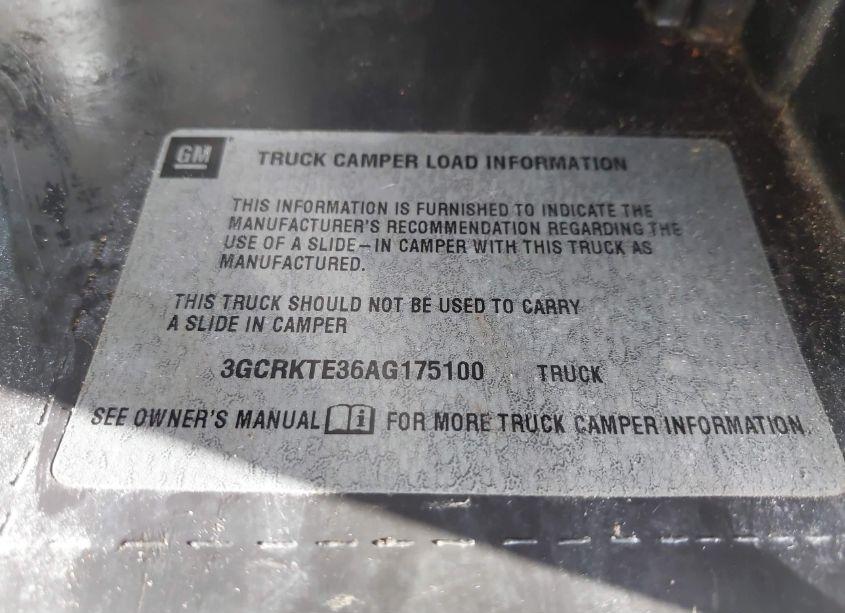 GM TRUCK CAMPER LOAD INFORMATION
THIS INFORMATION IS FURNISHED TO INDICATE THE
MANUFACTURER'S RECOMMENDATION REGARDING THE
USE OF A SLIDE-IN CAMPER WITH THIS TRUCK AS
MANUFACTURED.
THIS TRUCK SHOULD NOT BE USED TO CARRY
A SLIDE IN CAMPER
3GCRKTE36AG175100 TRUCK
SEE OWNER'S MANUAL i FOR MORE TRUCK CAMPER INFORMATION.